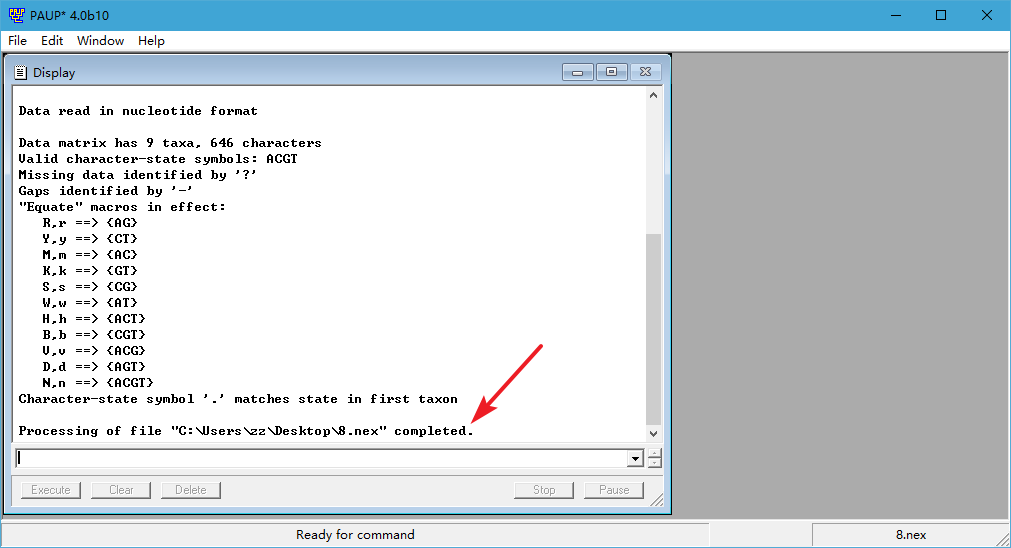 PAUP* 4.0b10
File Edit Window Help
Display
Data read in nucleotide format
Data matrix has 9 taxa, 646 characters
Valid character-state symbols: ACGT
Missing data identified by '?'
Gaps identified by '-'
"Equate" macros in effect:
R,r ==> {AG}
Y,y ==> {CT}
M,m ==> {AC}
K,k ==> {GT}
S,s ==> {CG}
W,w ==> {AT}
H,h ==> {ACT}
B,b ==> {CGT}
V,v ==> {ACG}
D,d ==> {AGT}
N,n ==> {ACGT}
Character-state symbol '.' matches state in first taxon
Processing of file "C:\Users\zz\Desktop\8.nex" completed.
Execute Clear Delete Stop Pause
Ready for command 8.nex